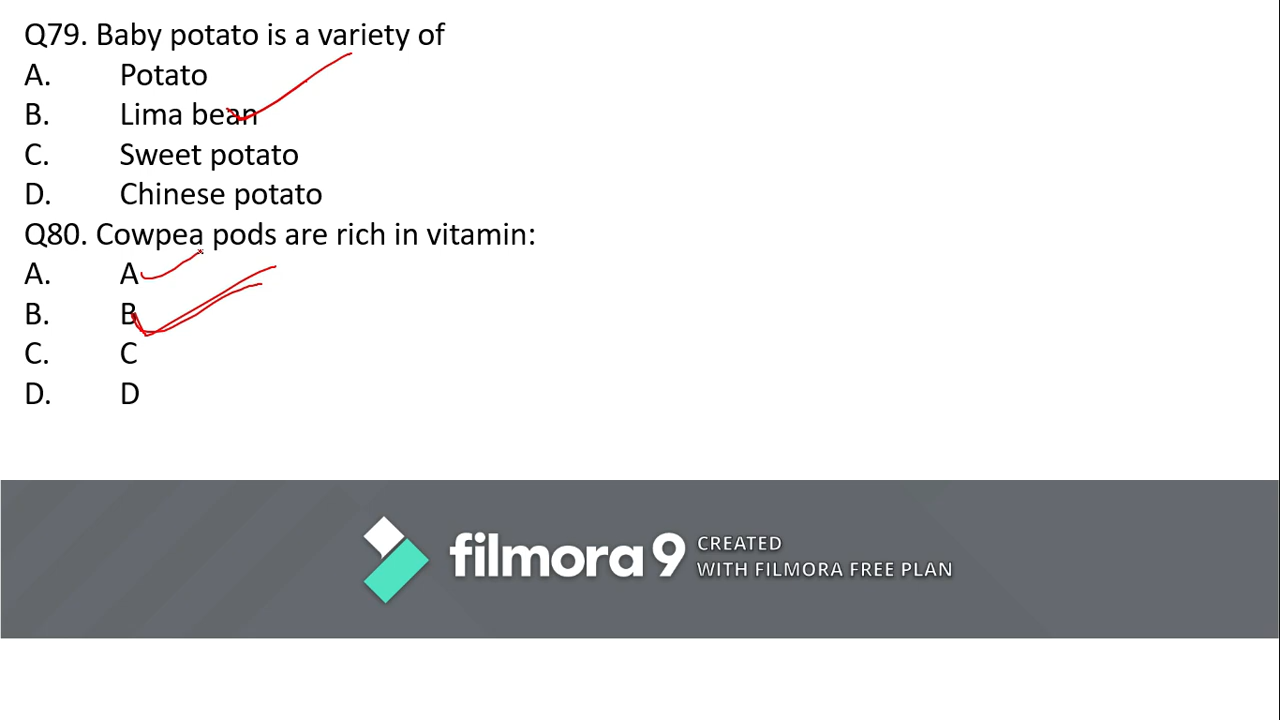 Q79. Baby potato is a variety of
A. Potato
B. Lima bean
C. Sweet potato
D. Chinese potato
Q80. Cowpea pods are rich in vitamin:
A. A
B. B
C. C
D. D
filmora 9 CREATED
WITH FILMORA FREE PLAN